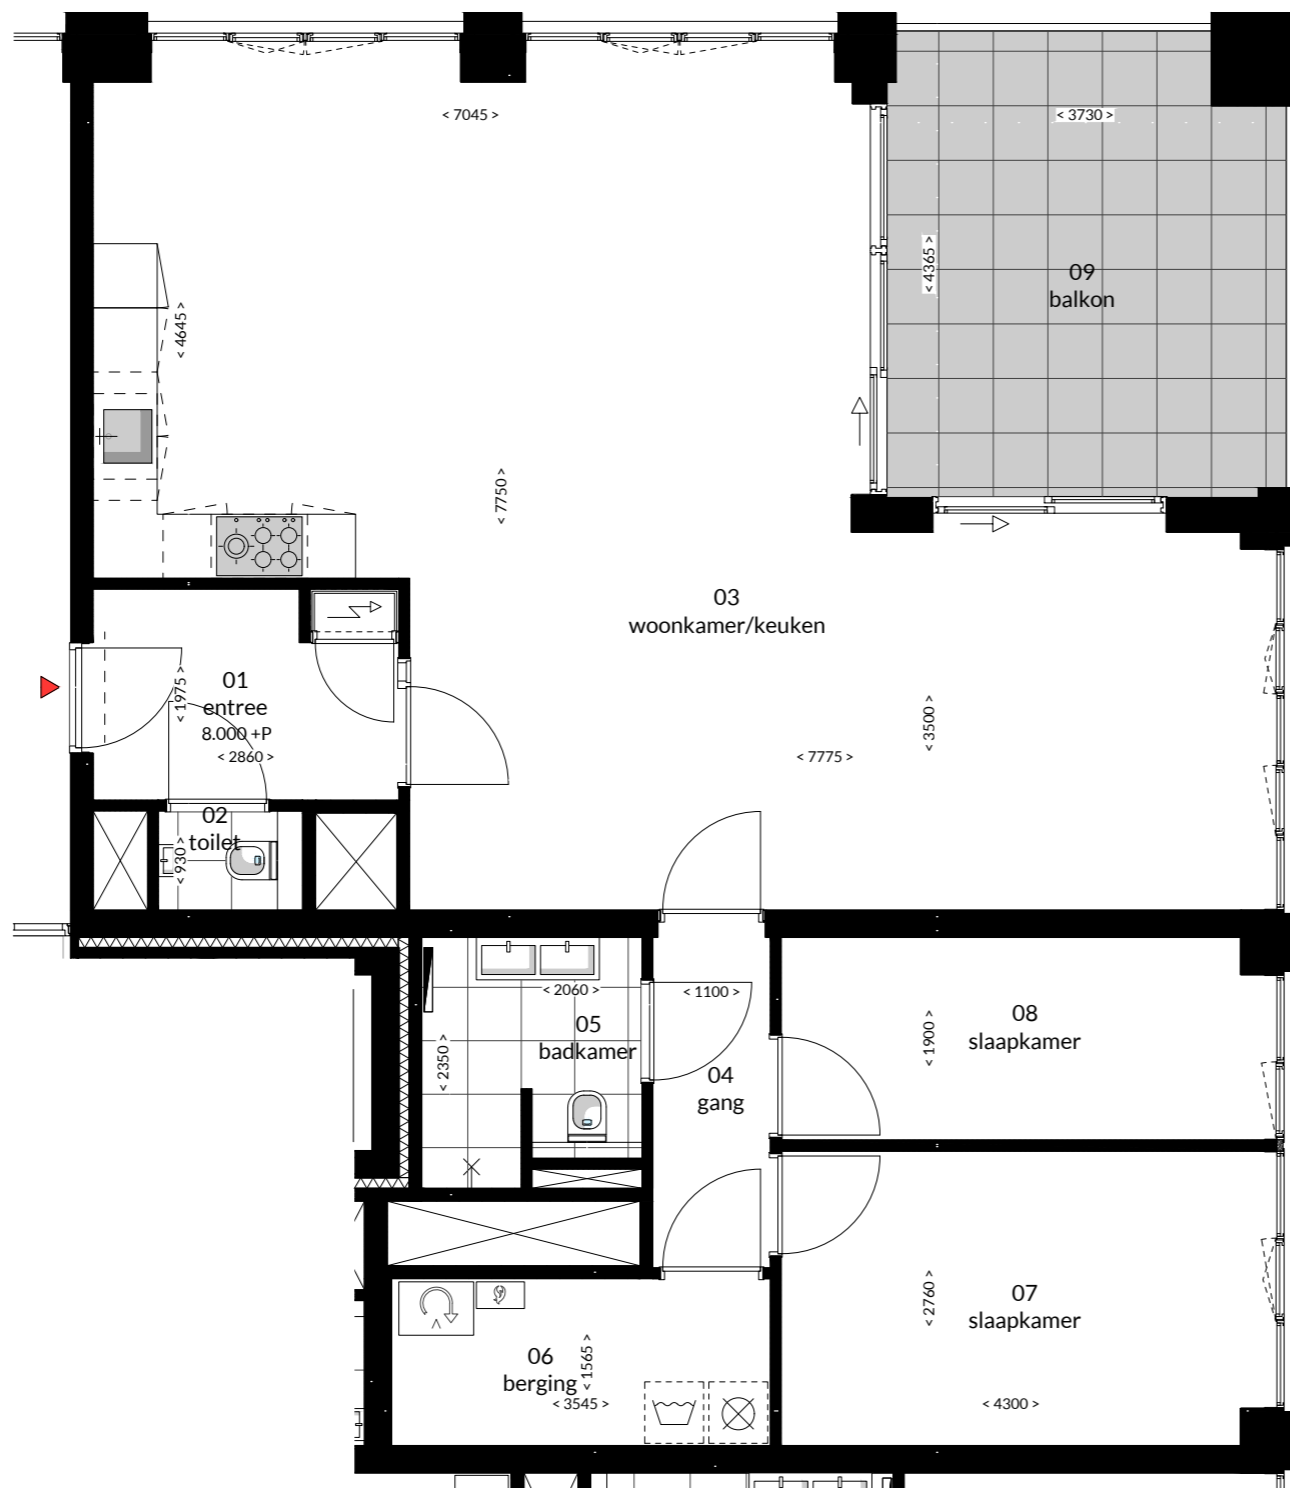 < 7045 >
< 3730 >
< 4365 >
09
balkon
< 4645 >
< 7750 >
03
woonkamer/keuken
01
entree
8.000 +P
< 2860 >
< 1975 >
< 3500 >
< 7775 >
02
toilet
< 930 >
< 2060 >
< 1100 >
05
badkamer
< 2350 >
04
gang
08
slaapkamer
< 1900 >
07
slaapkamer
< 2760 >
< 4300 >
06
berging
< 1565 >
< 3545 >